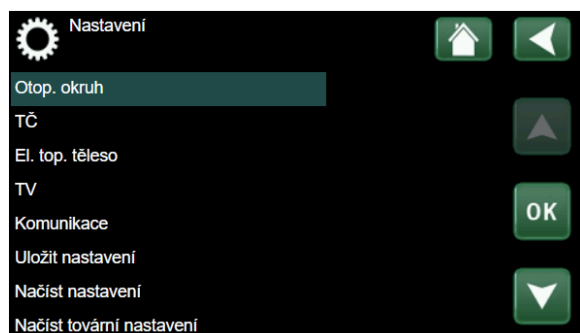 Nastavení
Otop. okruh
TČ
El. top. těleso
TV
Komunikace
OK
Uložit nastavení
Načíst nastavení
Načíst tovární nastavení